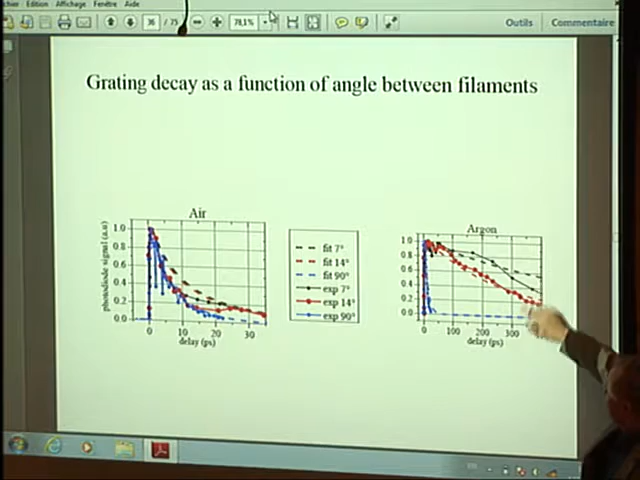 Edition Affichage Fenêtre Aide
36 / 75
78,1%
Outils
Commentaire
Grating decay as a function of angle between filaments
Air
photodiode signal (a.u)
1.0
0.8
0.6
0.4
0.2
0.0
0 10 20 30
delay (ps)
fit 7°
fit 14°
fit 90°
exp 7°
exp 14°
exp 90°
Argon
1.0
0.8
0.6
0.4
0.2
0.0
0 100 200 300
delay (ps)